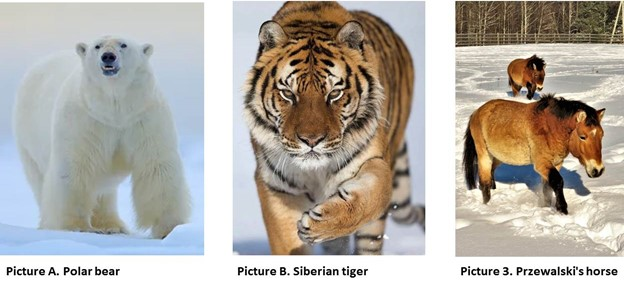 Picture A. Polar bear
Picture B. Siberian tiger
Picture 3. Przewalski's horse